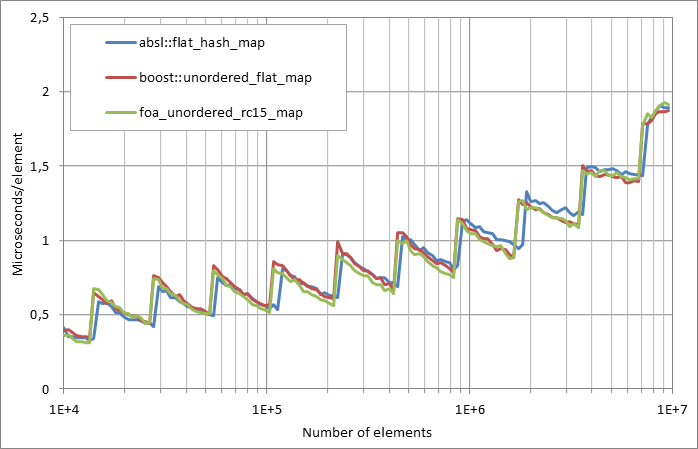 2,5
2
1,5
1
0,5
0
Microseconds/element
absl::flat_hash_map
boost::unordered_flat_map
foa_unordered_rc15_map
1E+4
1E+5
1E+6
1E+7
Number of elements